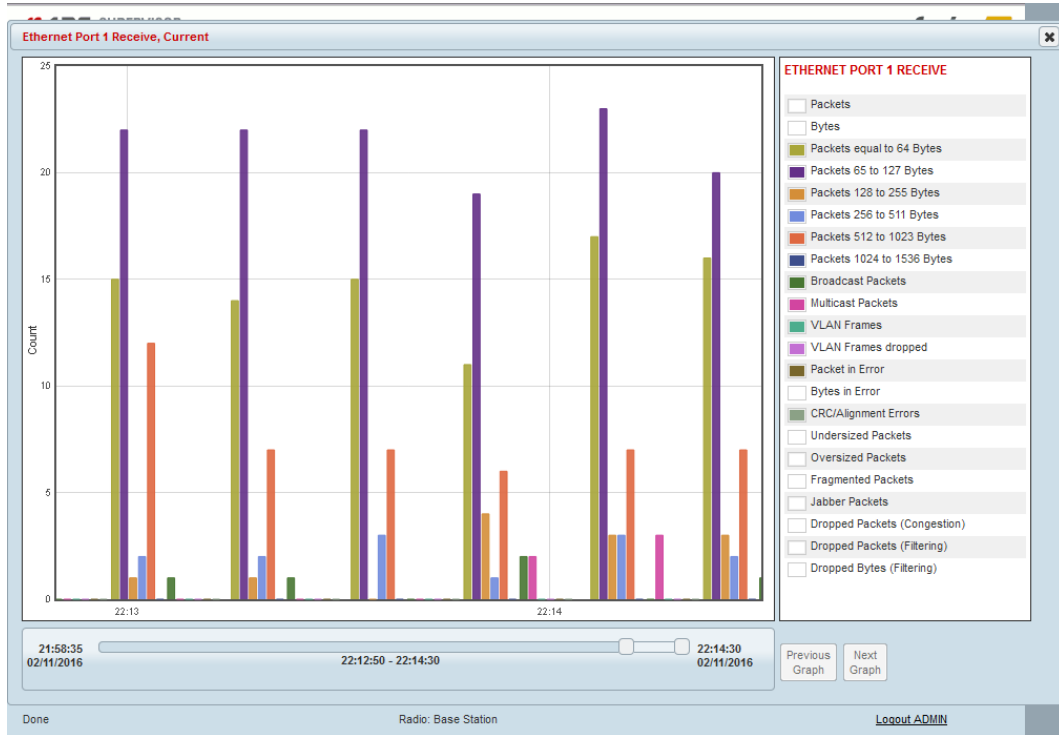 Ethernet Port 1 Receive, Current
25
20
15
10
5
0
Count
22:13
22:14
ETHERNET PORT 1 RECEIVE
Packets
Bytes
Packets equal to 64 Bytes
Packets 65 to 127 Bytes
Packets 128 to 255 Bytes
Packets 256 to 511 Bytes
Packets 512 to 1023 Bytes
Packets 1024 to 1536 Bytes
Broadcast Packets
Multicast Packets
VLAN Frames
VLAN Frames dropped
Packet in Error
Bytes in Error
CRC/Alignment Errors
Undersized Packets
Oversized Packets
Fragmented Packets
Jabber Packets
Dropped Packets (Congestion)
Dropped Packets (Filtering)
Dropped Bytes (Filtering)
21:58:35
02/11/2016
22:12:50 - 22:14:30
22:14:30
02/11/2016
Previous
Graph
Next
Graph
Done
Radio: Base Station
Logout ADMIN